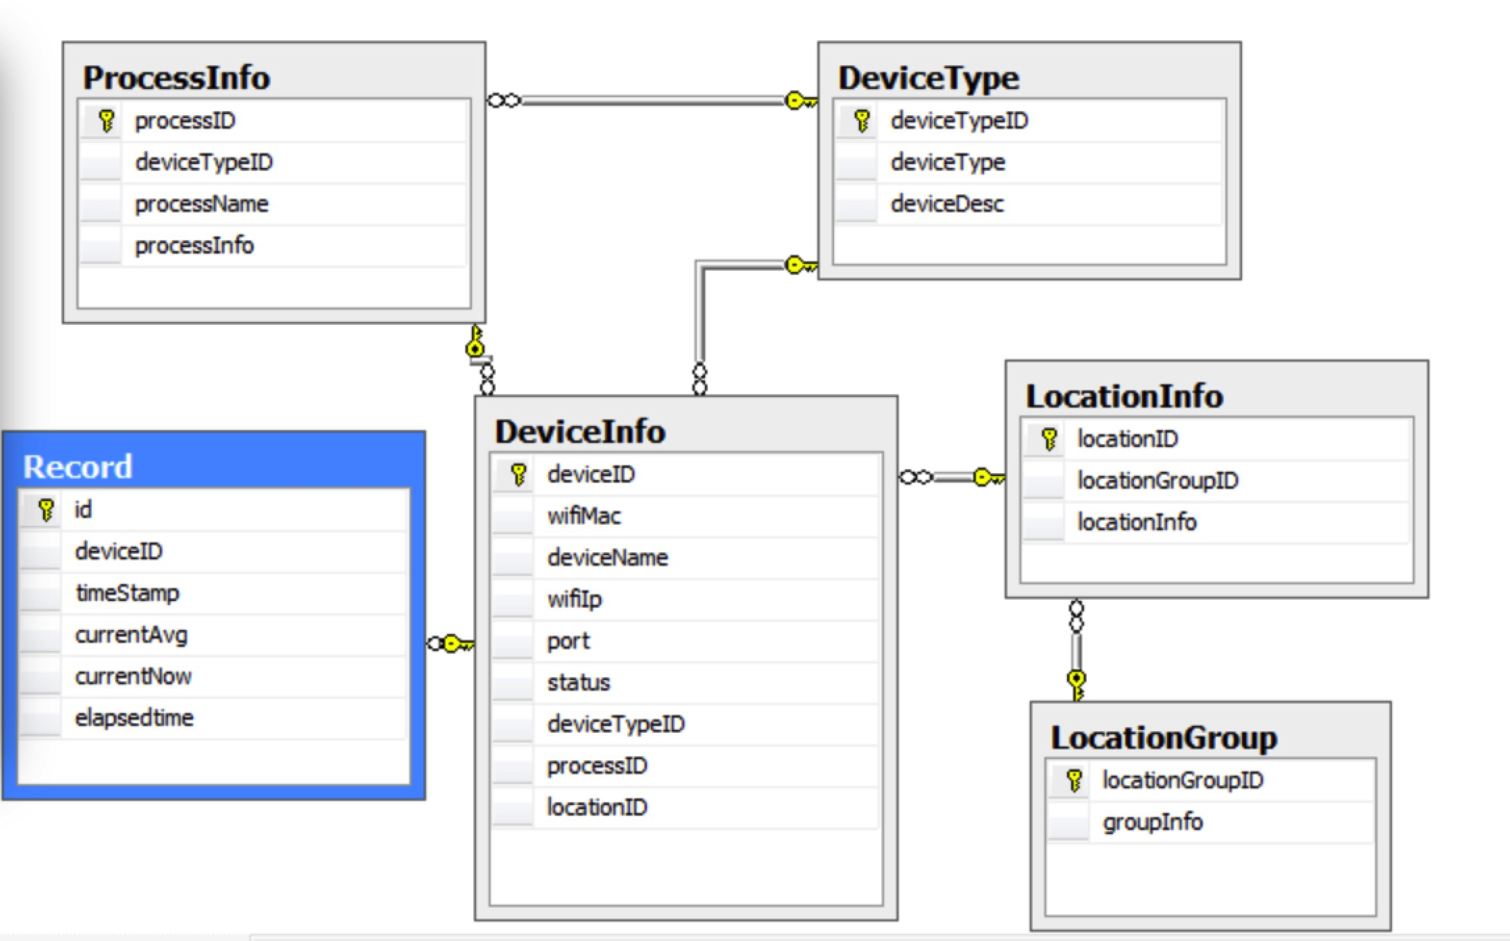 ProcessInfo
processID
deviceTypeID
processName
processInfo
DeviceType
deviceTypeID
deviceType
deviceDesc
Record
id
deviceID
timeStamp
currentAvg
currentNow
elapsedtime
DeviceInfo
deviceID
wifiMac
deviceName
wifiIp
port
status
deviceTypeID
processID
locationID
LocationInfo
locationID
locationGroupID
locationInfo
LocationGroup
locationGroupID
groupInfo